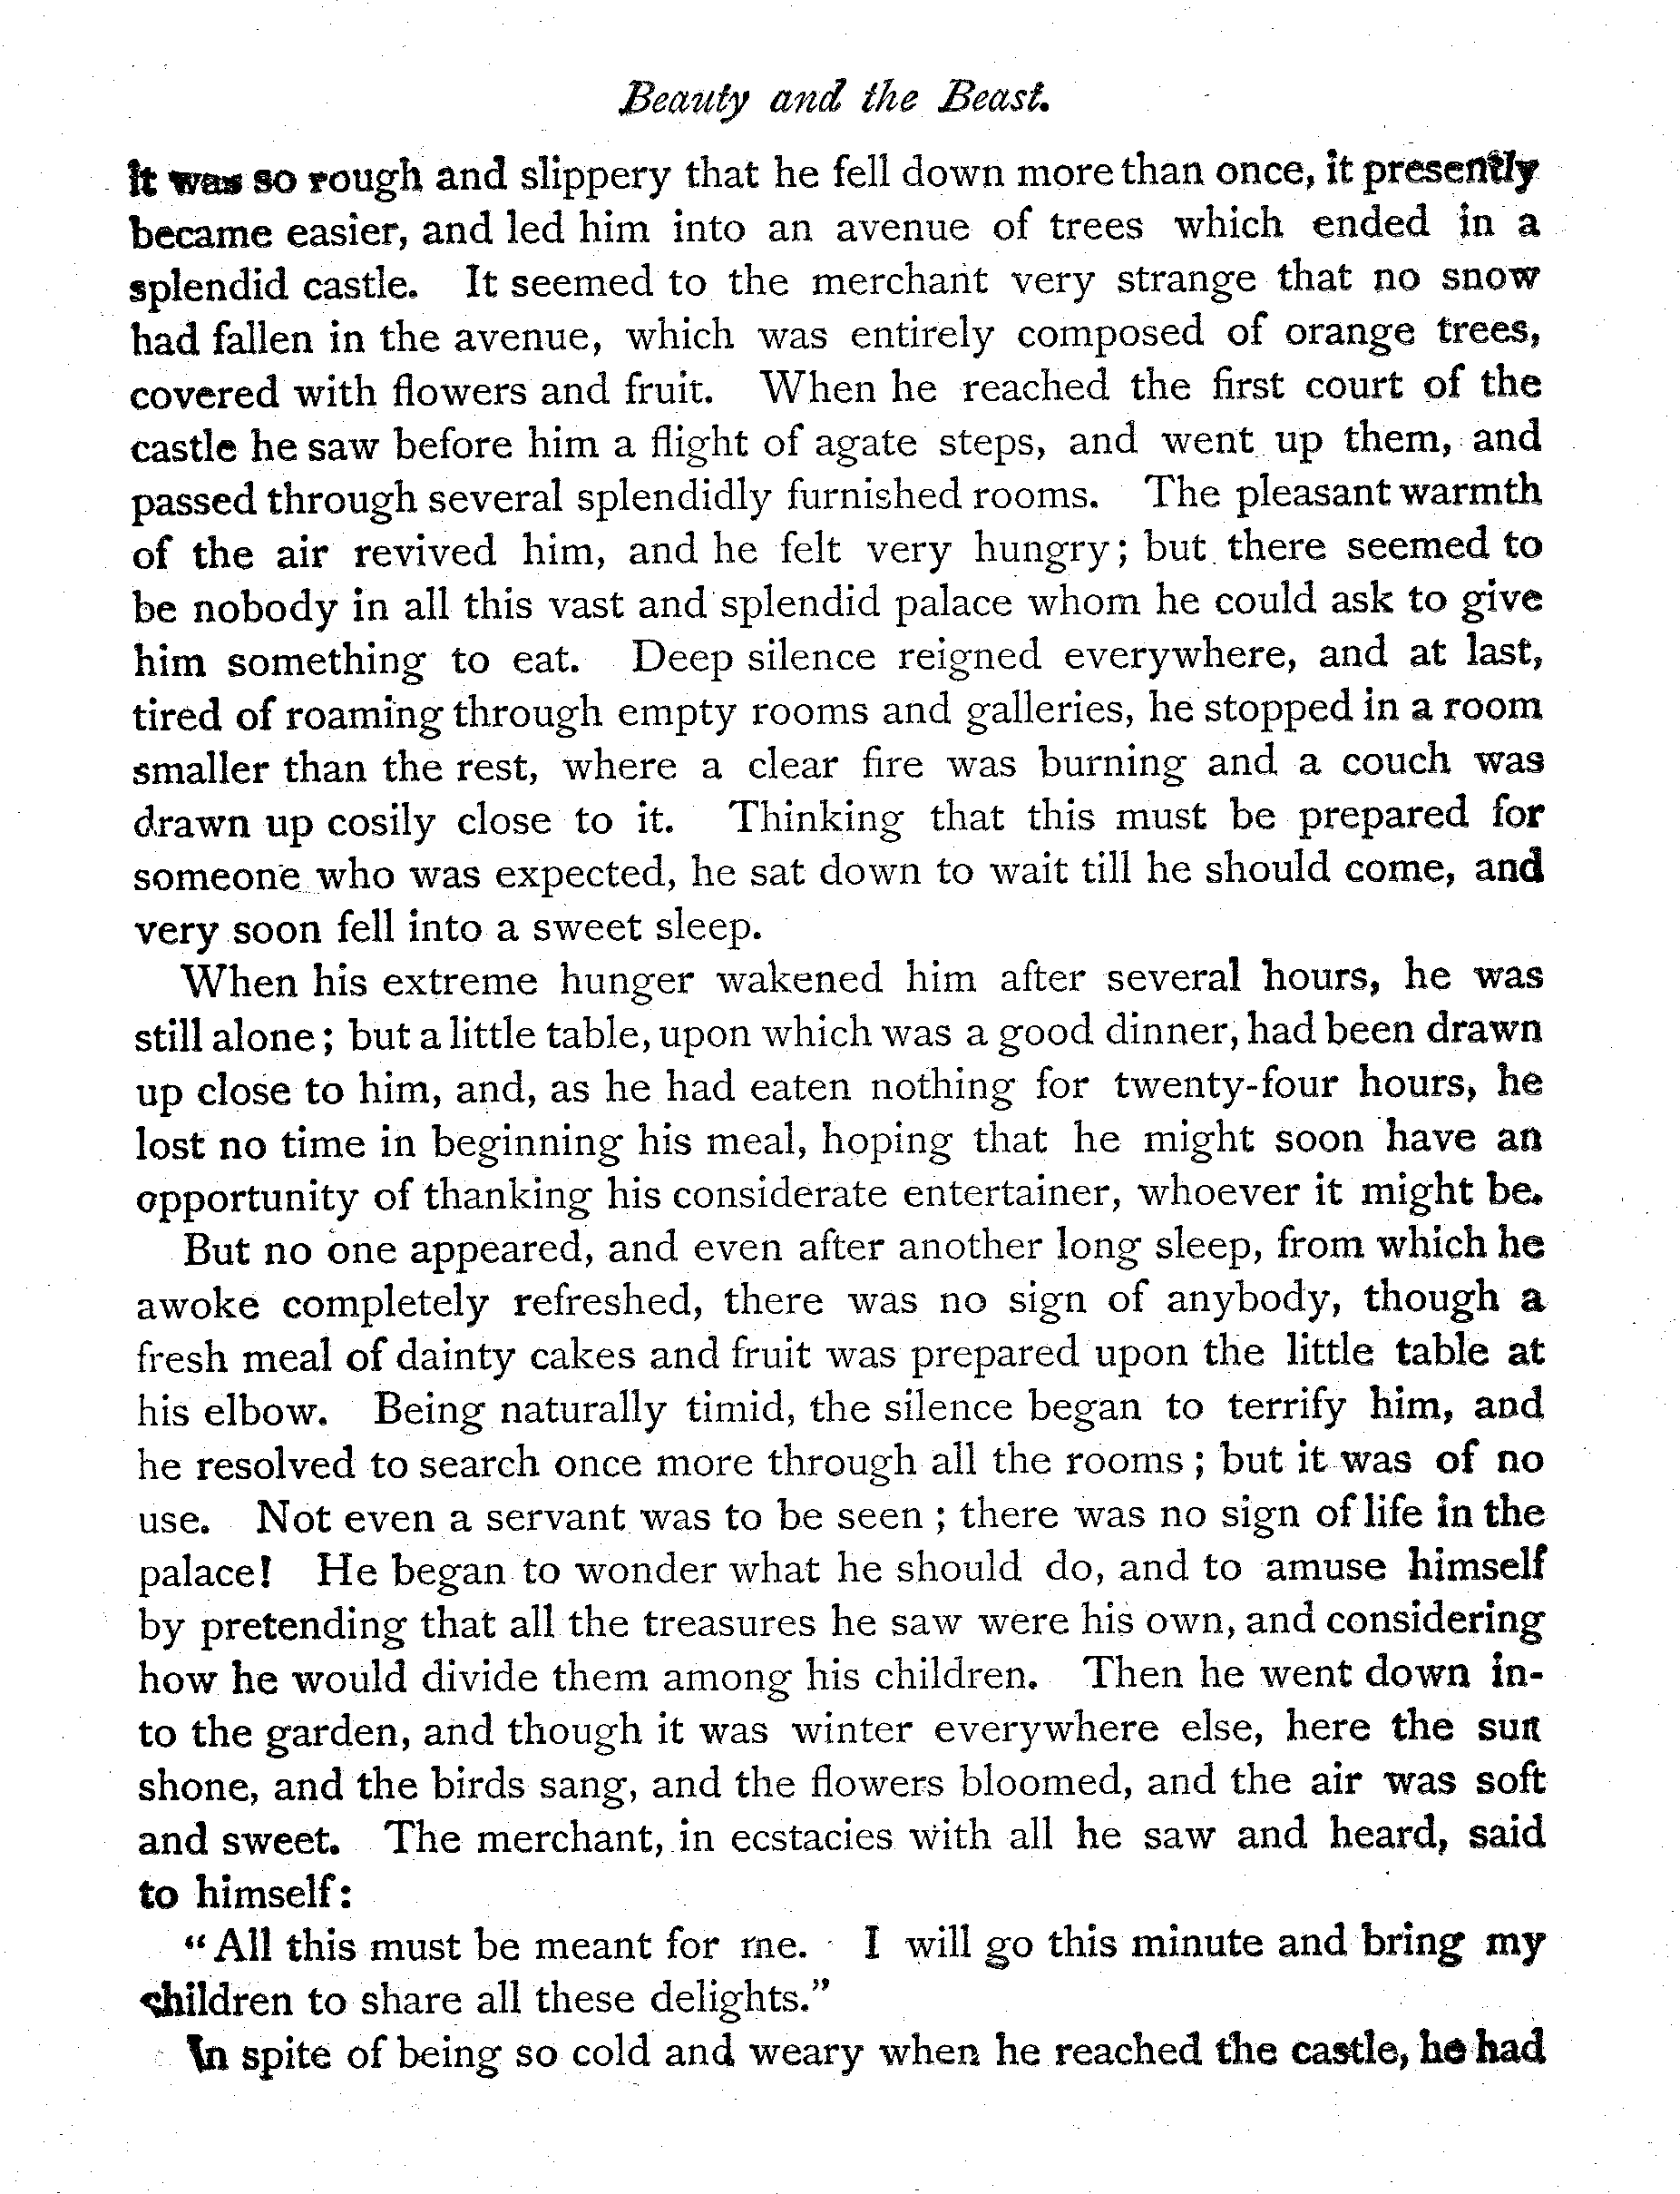 Beauty and the Beast.
It was so rough and slippery that he fell down more than once, it presently
became easier, and led him into an avenue of trees which ended in a
splendid castle. It seemed to the merchant very strange that no snow
had fallen in the avenue, which was entirely composed of orange trees,
covered with flowers and fruit. When he reached the first court of the
castle he saw before him a flight of agate steps, and went up them, and
passed through several splendidly furnished rooms. The pleasant warmth
of the air revived him, and he felt very hungry; but there seemed to
be nobody in all this vast and splendid palace whom he could ask to give
him something to eat. Deep silence reigned everywhere, and at last,
tired of roaming through empty rooms and galleries, he stopped in a room
smaller than the rest, where a clear fire was burning and a couch was
drawn up cosily close to it. Thinking that this must be prepared for
someone who was expected, he sat down to wait till he should come, and
very soon fell into a sweet sleep.
When his extreme hunger wakened him after several hours, he was
still alone; but a little table, upon which was a good dinner, had been drawn
up close to him, and, as he had eaten nothing for twenty-four hours, he
lost no time in beginning his meal, hoping that he might soon have an
opportunity of thanking his considerate entertainer, whoever it might be.
But no one appeared, and even after another long sleep, from which he
awoke completely refreshed, there was no sign of anybody, though a
fresh meal of dainty cakes and fruit was prepared upon the little table at
his elbow. Being naturally timid, the silence began to terrify him, and
he resolved to search once more through all the rooms; but it was of no
use. Not even a servant was to be seen; there was no sign of life in the
palace! He began to wonder what he should do, and to amuse himself
by pretending that all the treasures he saw were his own, and considering
how he would divide them among his children. Then he went down in-
to the garden, and though it was winter everywhere else, here the sun
shone, and the birds sang, and the flowers bloomed, and the air was soft
and sweet. The merchant, in ecstacies with all he saw and heard, said
to himself:
"All this must be meant for me. I will go this minute and bring my
children to share all these delights."
In spite of being so cold and weary when he reached the castle, he had